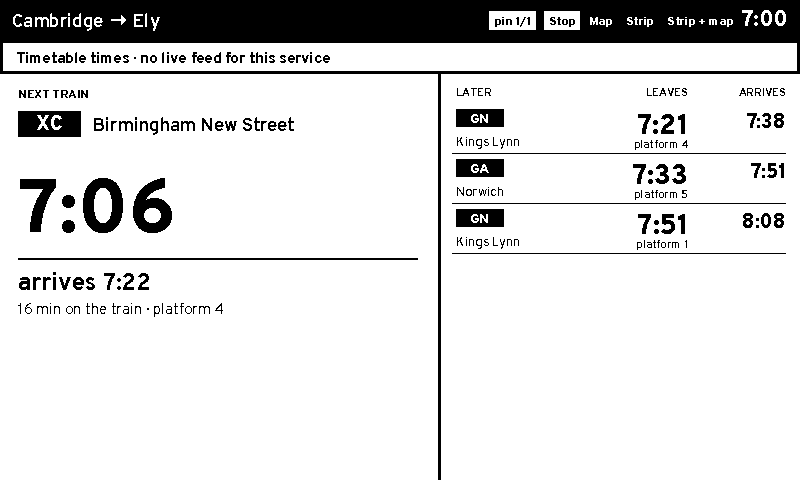 Cambridge → Ely
pin 1/1 Stop Map Strip Strip + map 7:00
Timetable times · no live feed for this service
NEXT TRAIN
XC Birmingham New Street
7:06
arrives 7:22
16 min on the train · platform 4
LATER LEAVES ARRIVES
GN 7:21 7:38
Kings Lynn platform 4
GA 7:33 7:51
Norwich platform 5
GN 7:51 8:08
Kings Lynn platform 1